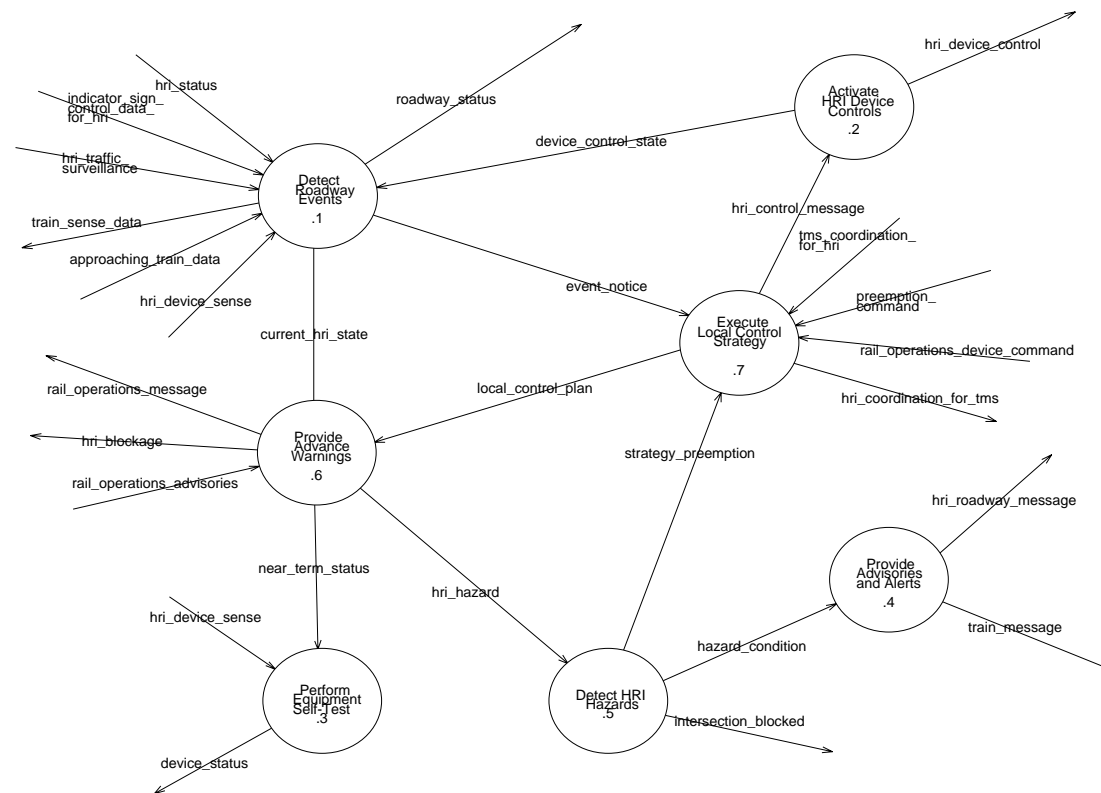 hri_device_control
hri_status
indicator_sign_
control_data_
for_hri
roadway_status
Activate
HRI Device
Controls
.2
device_control_state
hri_traffic_
surveillance
Detect
Roadway
Events
.1
train_sense_data
hri_control_message
tms_coordination_
for_hri
approaching_train_data
hri_device_sense
event_notice
preemption_
command
current_hri_state
Execute
Local Control
Strategy
.7
rail_operations_device_command
rail_operations_message
local_control_plan
hri_coordination_for_tms
hri_blockage
Provide
Advance
Warnings
.6
strategy_preemption
rail_operations_advisories
hri_roadway_message
near_term_status
hri_hazard
Provide
Advisories
and Alerts
.4
hri_device_sense
train_message
hazard_condition
Perform
Equipment
Self-Test
.3
Detect HRI
Hazards
.5
intersection_blocked
device_status